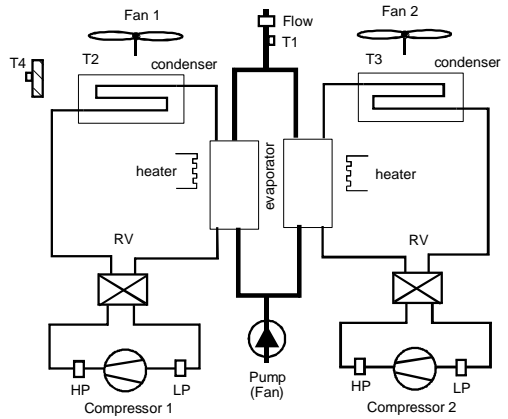 Fan 1
Flow
Fan 2
T1
T4
T2
condenser
T3
condenser
heater
evaporator
heater
RV
RV
HP
LP
Pump
(Fan)
HP
LP
Compressor 1
Compressor 2